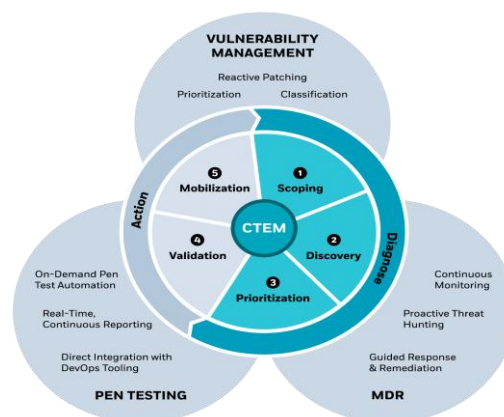 VULNERABILITY
MANAGEMENT
Reactive Patching
Prioritization
Classification
Action
Diagnose
5
Mobilization
1
Scoping
CTEM
4
Validation
2
Discovery
3
Prioritization
On-Demand Pen
Test Automation
Real-Time,
Continuous Reporting
Direct Integration with
DevOps Tooling
PEN TESTING
Continuous
Monitoring
Proactive Threat
Hunting
Guided Response
& Remediation
MDR